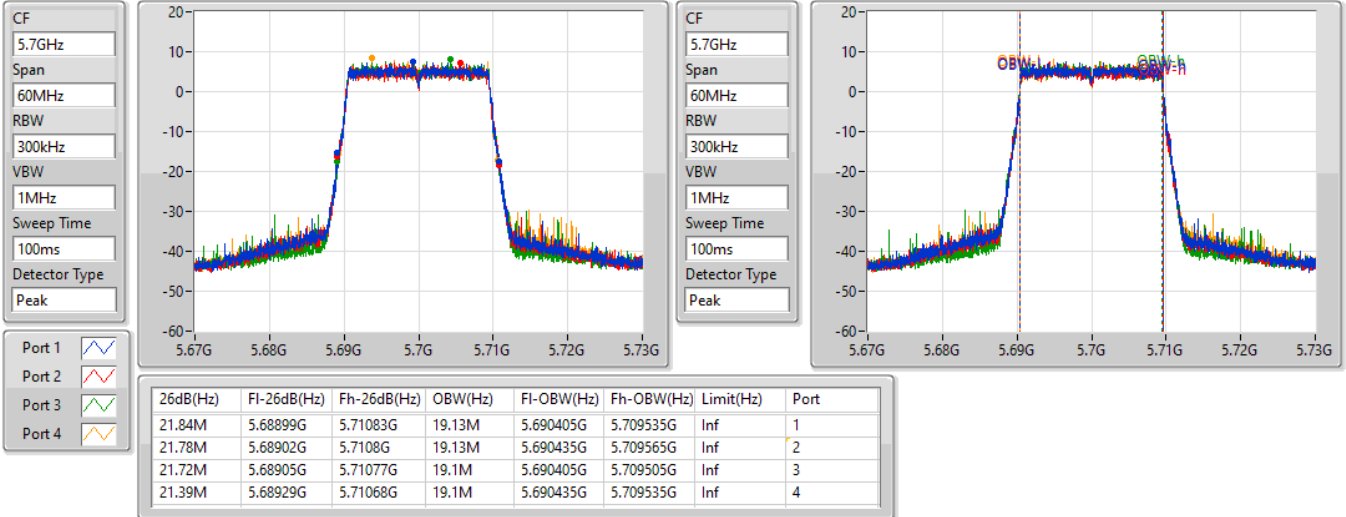 CF
5.7GHz
Span
60MHz
RBW
300kHz
VBW
1MHz
Sweep Time
100ms
Detector Type
Peak
20
10
0
-10
-20
-30
-40
-50
-60
5.67G 5.68G 5.69G 5.7G 5.71G 5.72G 5.73G
CF
5.7GHz
Span
60MHz
RBW
300kHz
VBW
1MHz
Sweep Time
100ms
Detector Type
Peak
20
10
0
-10
-20
-30
-40
-50
-60
OBW-l OBW-h
5.67G 5.68G 5.69G 5.7G 5.71G 5.72G 5.73G
Port 1
Port 2
Port 3
Port 4
26dB(Hz) Fl-26dB(Hz) Fh-26dB(Hz) OBW(Hz) Fl-OBW(Hz) Fh-OBW(Hz) Limit(Hz) Port
21.84M 5.68899G 5.71083G 19.13M 5.690405G 5.709535G Inf 1
21.78M 5.68902G 5.7108G 19.13M 5.690435G 5.709565G Inf 2
21.72M 5.68905G 5.71077G 19.1M 5.690405G 5.709505G Inf 3
21.39M 5.68929G 5.71068G 19.1M 5.690435G 5.709535G Inf 4